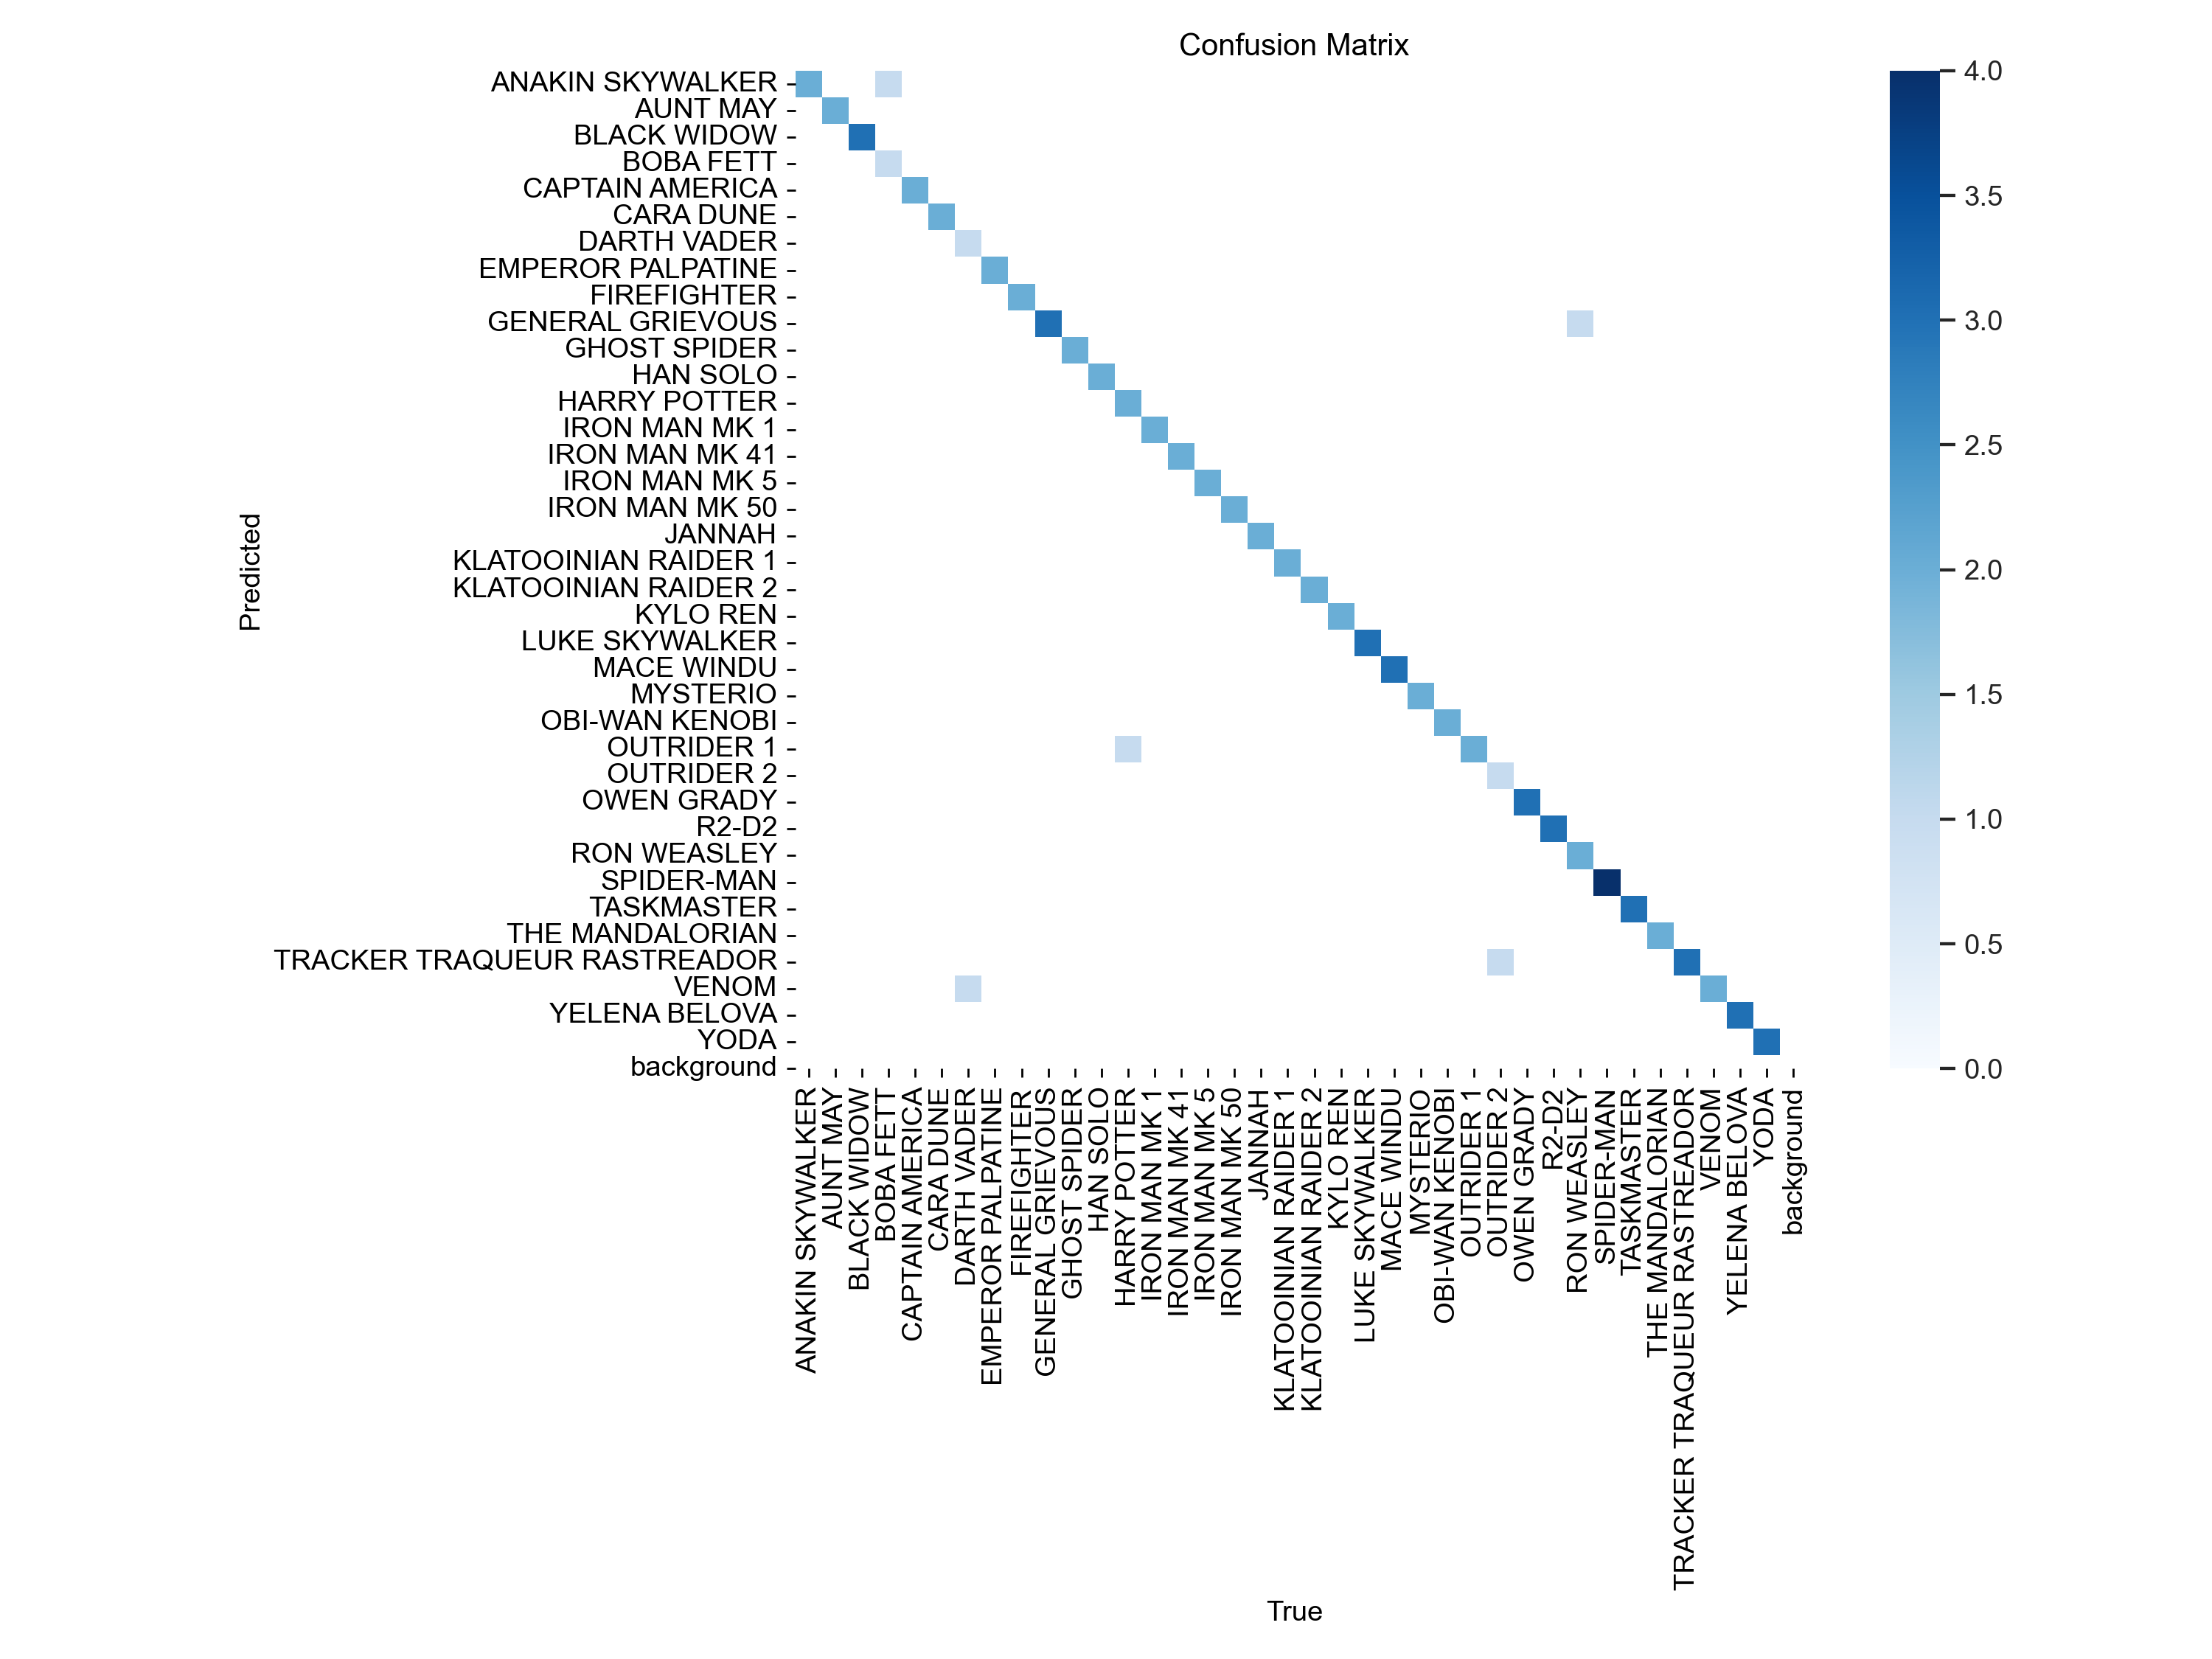 Confusion Matrix
ANAKIN SKYWALKER
AUNT MAY
BLACK WIDOW
BOBA FETT
CAPTAIN AMERICA
CARA DUNE
DARTH VADER
EMPEROR PALPATINE
FIREFIGHTER
GENERAL GRIEVOUS
GHOST SPIDER
HAN SOLO
HARRY POTTER
IRON MAN MK 1
IRON MAN MK 41
IRON MAN MK 5
IRON MAN MK 50
JANNAH
KLATOOINIAN RAIDER 1
KLATOOINIAN RAIDER 2
KYLO REN
LUKE SKYWALKER
MACE WINDU
MYSTERIO
OBI-WAN KENOBI
OUTRIDER 1
OUTRIDER 2
OWEN GRADY
R2-D2
RON WEASLEY
SPIDER-MAN
TASKMASTER
THE MANDALORIAN
TRACKER TRAQUEUR RASTREADOR
VENOM
YELENA BELOVA
YODA
background
Predicted
ANAKIN SKYWALKER
AUNT MAY
BLACK WIDOW
BOBA FETT
CAPTAIN AMERICA
CARA DUNE
DARTH VADER
EMPEROR PALPATINE
FIREFIGHTER
GENERAL GRIEVOUS
GHOST SPIDER
HAN SOLO
HARRY POTTER
IRON MAN MK 1
IRON MAN MK 41
IRON MAN MK 5
IRON MAN MK 50
JANNAH
KLATOOINIAN RAIDER 1
KLATOOINIAN RAIDER 2
KYLO REN
LUKE SKYWALKER
MACE WINDU
MYSTERIO
OBI-WAN KENOBI
OUTRIDER 1
OUTRIDER 2
OWEN GRADY
R2-D2
RON WEASLEY
SPIDER-MAN
TASKMASTER
THE MANDALORIAN
TRACKER TRAQUEUR RASTREADOR
VENOM
YELENA BELOVA
YODA
background
True
4.0
3.5
3.0
2.5
2.0
1.5
1.0
0.5
0.0